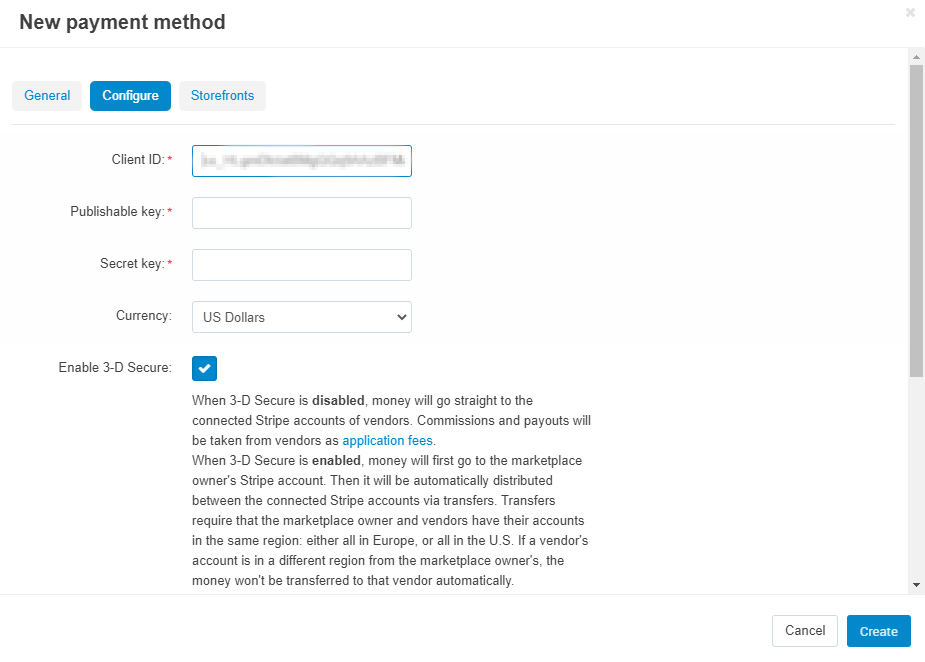 New payment method
General Configure Storefronts
Client ID: *
Publishable key: *
Secret key: *
Currency: US Dollars
Enable 3-D Secure:
When 3-D Secure is disabled, money will go straight to the
connected Stripe accounts of vendors. Commissions and payouts will
be taken from vendors as application fees.
When 3-D Secure is enabled, money will first go to the marketplace
owner's Stripe account. Then it will be automatically distributed
between the connected Stripe accounts via transfers. Transfers
require that the marketplace owner and vendors have their accounts
in the same region: either all in Europe, or all in the U.S. If a vendor's
account is in a different region from the marketplace owner's, the
money won't be transferred to that vendor automatically.
Cancel Create